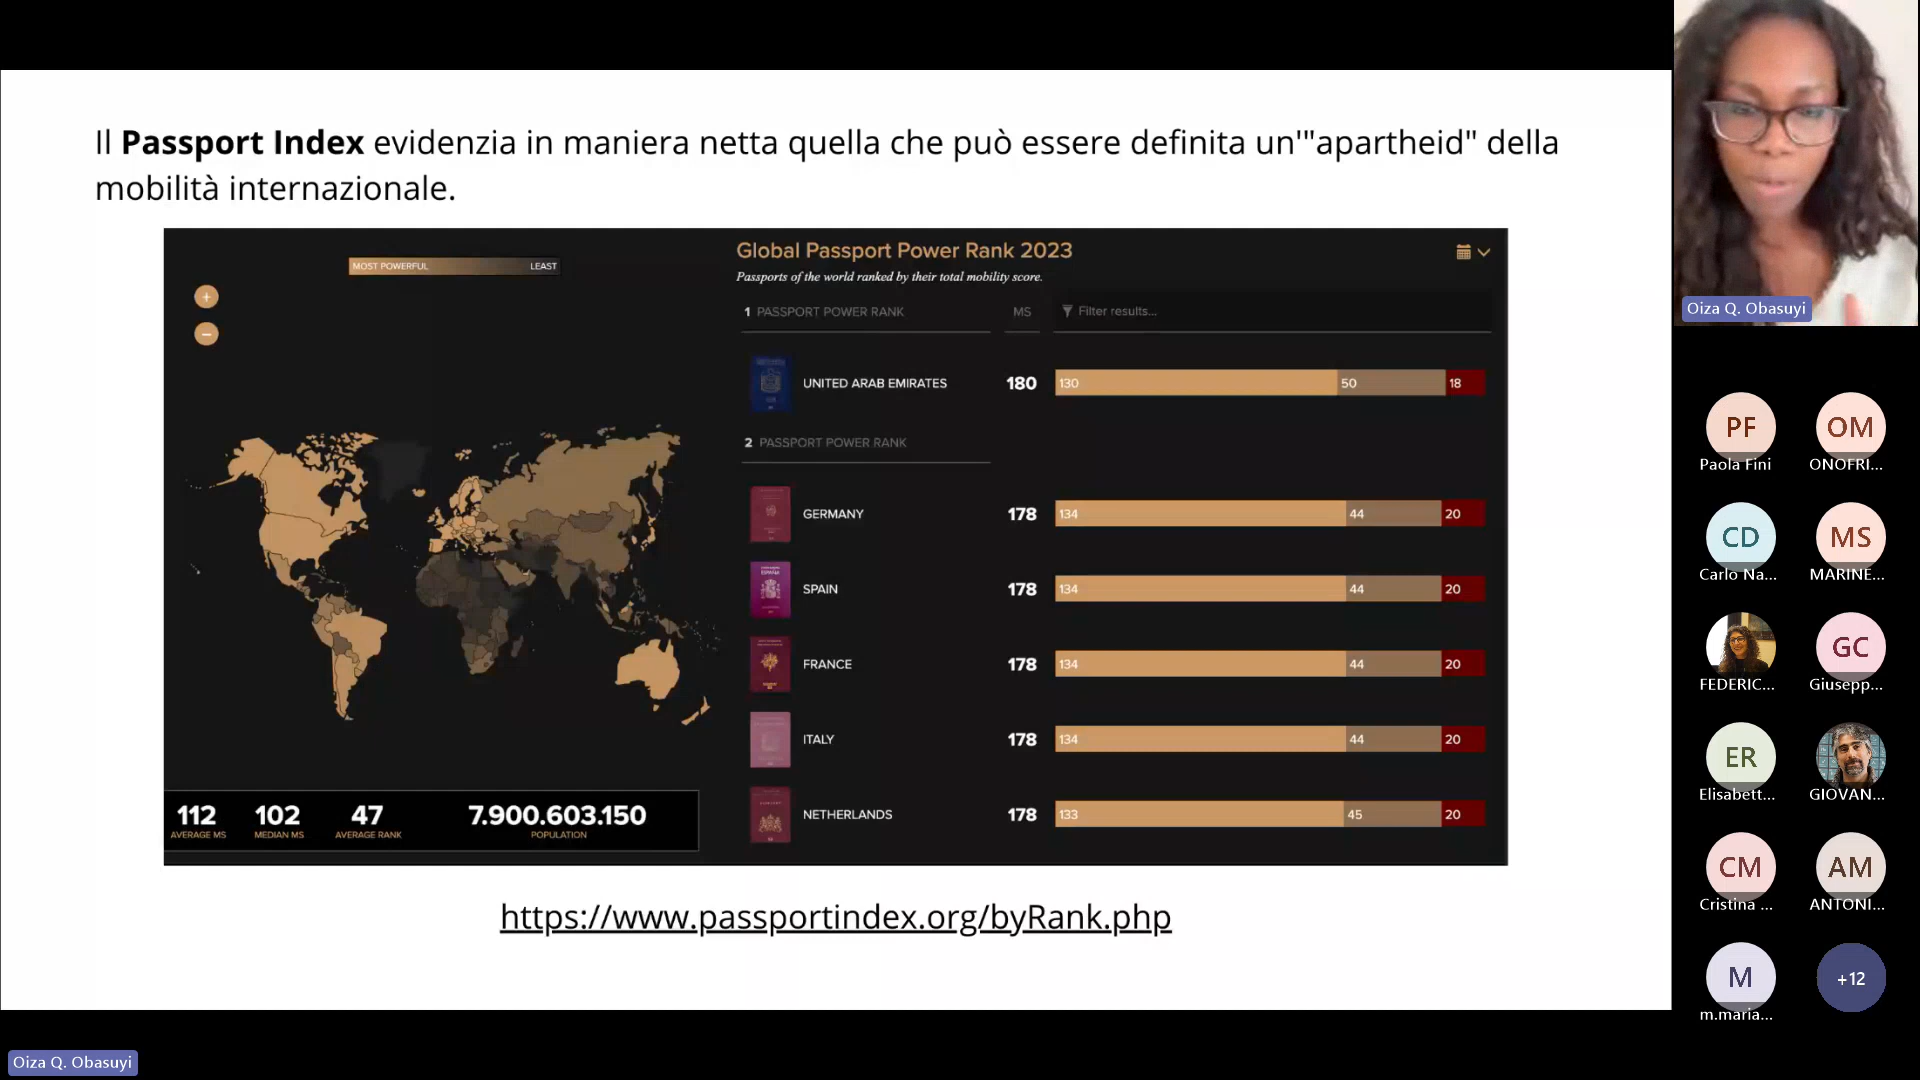 Il Passport Index evidenzia in maniera netta quella che può essere definita un'"apartheid" della
mobilità internazionale.
MOST POWERFUL LEAST
+
−
112 102 47 7.900.603.150
AVERAGE MS MEDIAN MS AVERAGE RANK POPULATION
Global Passport Power Rank 2023
Passports of the world ranked by their total mobility score.
1 PASSPORT POWER RANK MS Filter results...
UNITED ARAB EMIRATES 180 130 50 18
2 PASSPORT POWER RANK
GERMANY 178 134 44 20
ESPAÑA
SPAIN 178 134 44 20
FRANCE 178 134 44 20
ITALY 178 134 44 20
NETHERLANDS 178 133 45 20
https://www.passportindex.org/byRank.php
Oiza Q. Obasuyi
Oiza Q. Obasuyi
PF OM
Paola Fini ONOFRI...
CD MS
Carlo Na... MARINE...
GC
FEDERIC... Giusepp...
ER
Elisabett... GIOVAN...
CM AM
Cristina ... ANTONI...
M +12
m.maria...